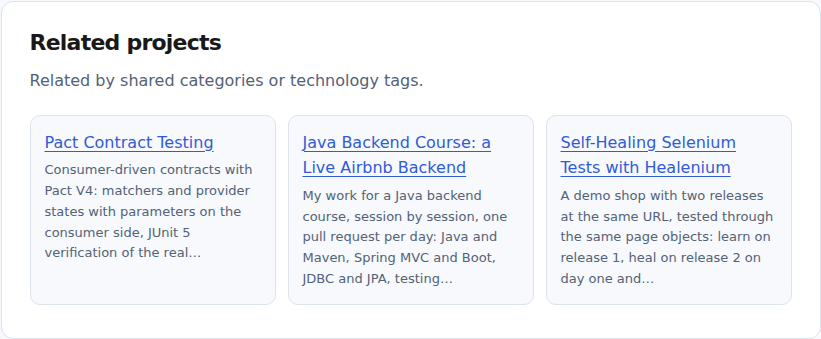 Related projects
Related by shared categories or technology tags.
Pact Contract Testing
Consumer-driven contracts with
Pact V4: matchers and provider
states with parameters on the
consumer side, JUnit 5
verification of the real…
Java Backend Course: a
Live Airbnb Backend
My work for a Java backend
course, session by session, one
pull request per day: Java and
Maven, Spring MVC and Boot,
JDBC and JPA, testing…
Self-Healing Selenium
Tests with Healenium
A demo shop with two releases
at the same URL, tested through
the same page objects: learn on
release 1, heal on release 2 on
day one and…